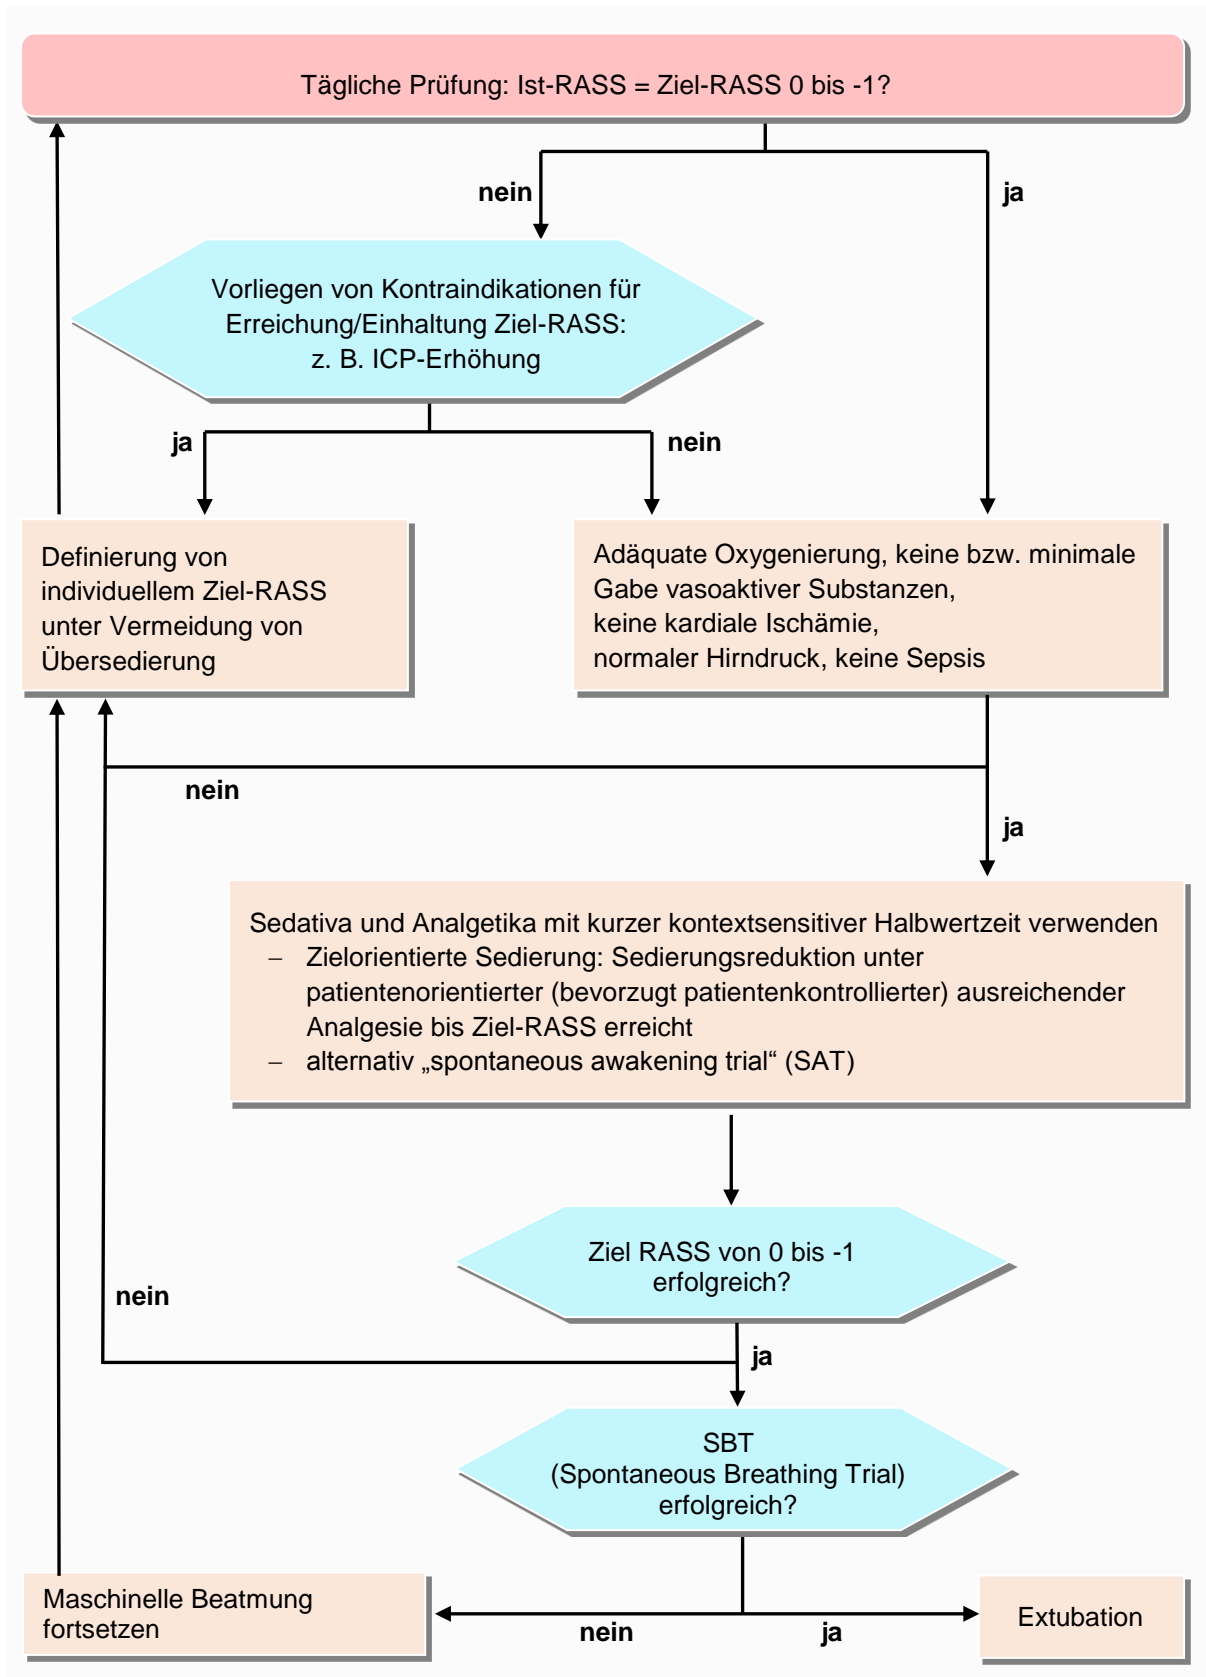 Tägliche Prüfung: Ist-RASS = Ziel-RASS 0 bis -1?
nein
ja
Vorliegen von Kontraindikationen für
Erreichung/Einhaltung Ziel-RASS:
z. B. ICP-Erhöhung
ja
nein
Definierung von
individuellem Ziel-RASS
unter Vermeidung von
Übersedierung
Adäquate Oxygenierung, keine bzw. minimale
Gabe vasoaktiver Substanzen,
keine kardiale Ischämie,
normaler Hirndruck, keine Sepsis
nein
ja
Sedativa und Analgetika mit kurzer kontextsensitiver Halbwertzeit verwenden
– Zielorientierte Sedierung: Sedierungsreduktion unter
patientenorientierter (bevorzugt patientenkontrollierter) ausreichender
Analgesie bis Ziel-RASS erreicht
– alternativ „spontaneous awakening trial“ (SAT)
Ziel RASS von 0 bis -1
erfolgreich?
nein
ja
SBT
(Spontaneous Breathing Trial)
erfolgreich?
Maschinelle Beatmung
fortsetzen
nein
ja
Extubation